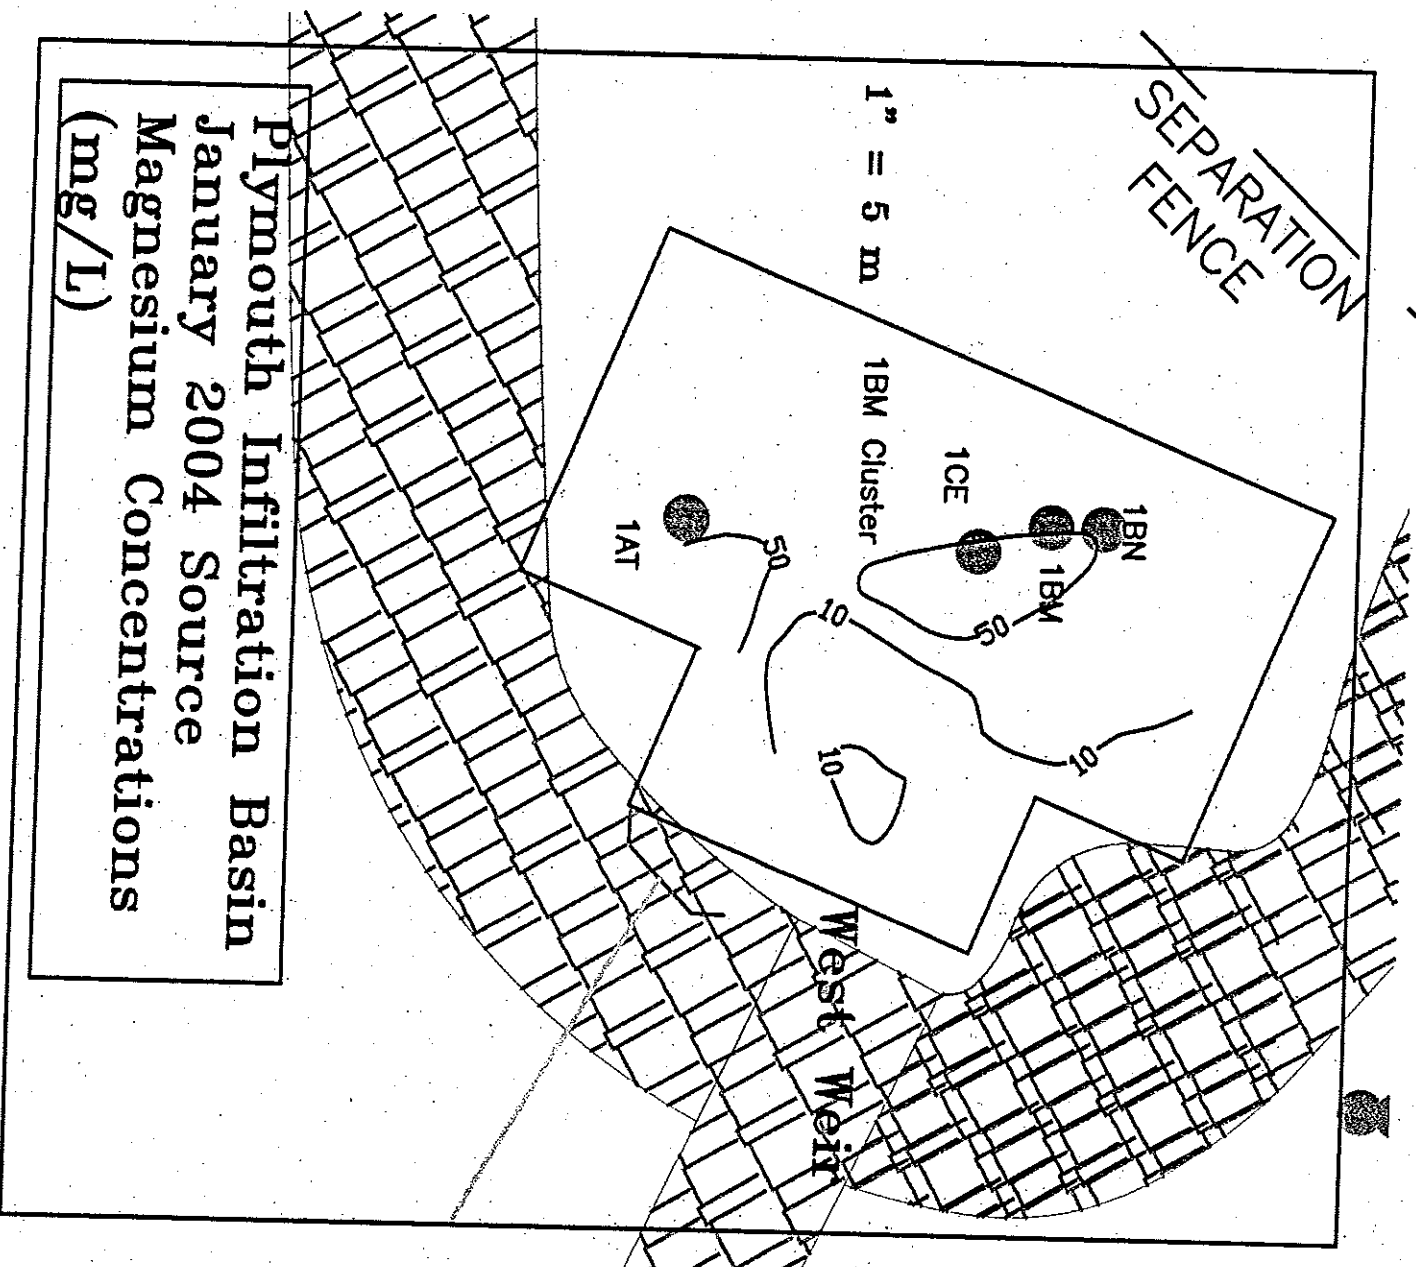 SEPARATION
FENCE
1" = 5 m
1BN
1BM
1CE
1BM Cluster
1AT
50
50
10
10
10
West Weir
Plymouth Infiltration Basin
January 2004 Source
Magnesium Concentrations
(mg/L)